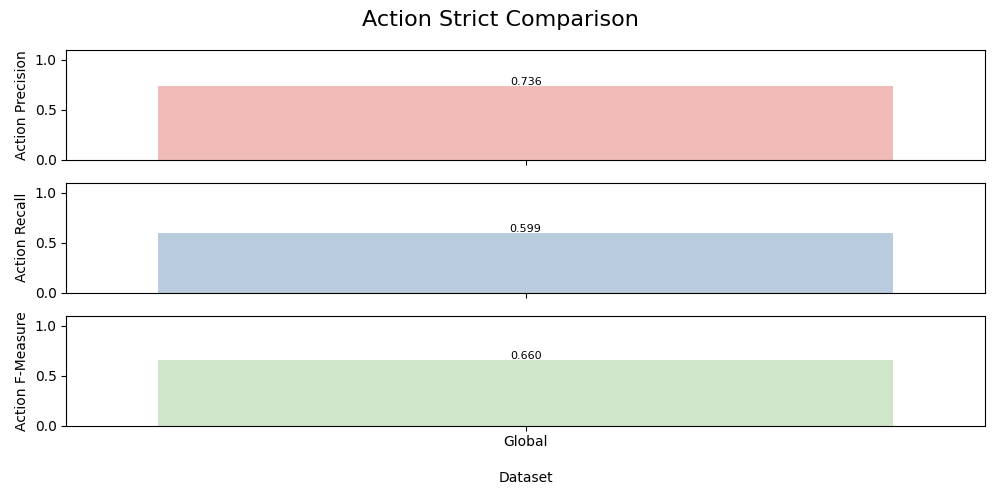 Action Strict Comparison
Action Precision
1.0
0.5
0.0
0.736
Action Recall
1.0
0.5
0.0
0.599
Action F-Measure
1.0
0.5
0.0
0.660
Global
Dataset